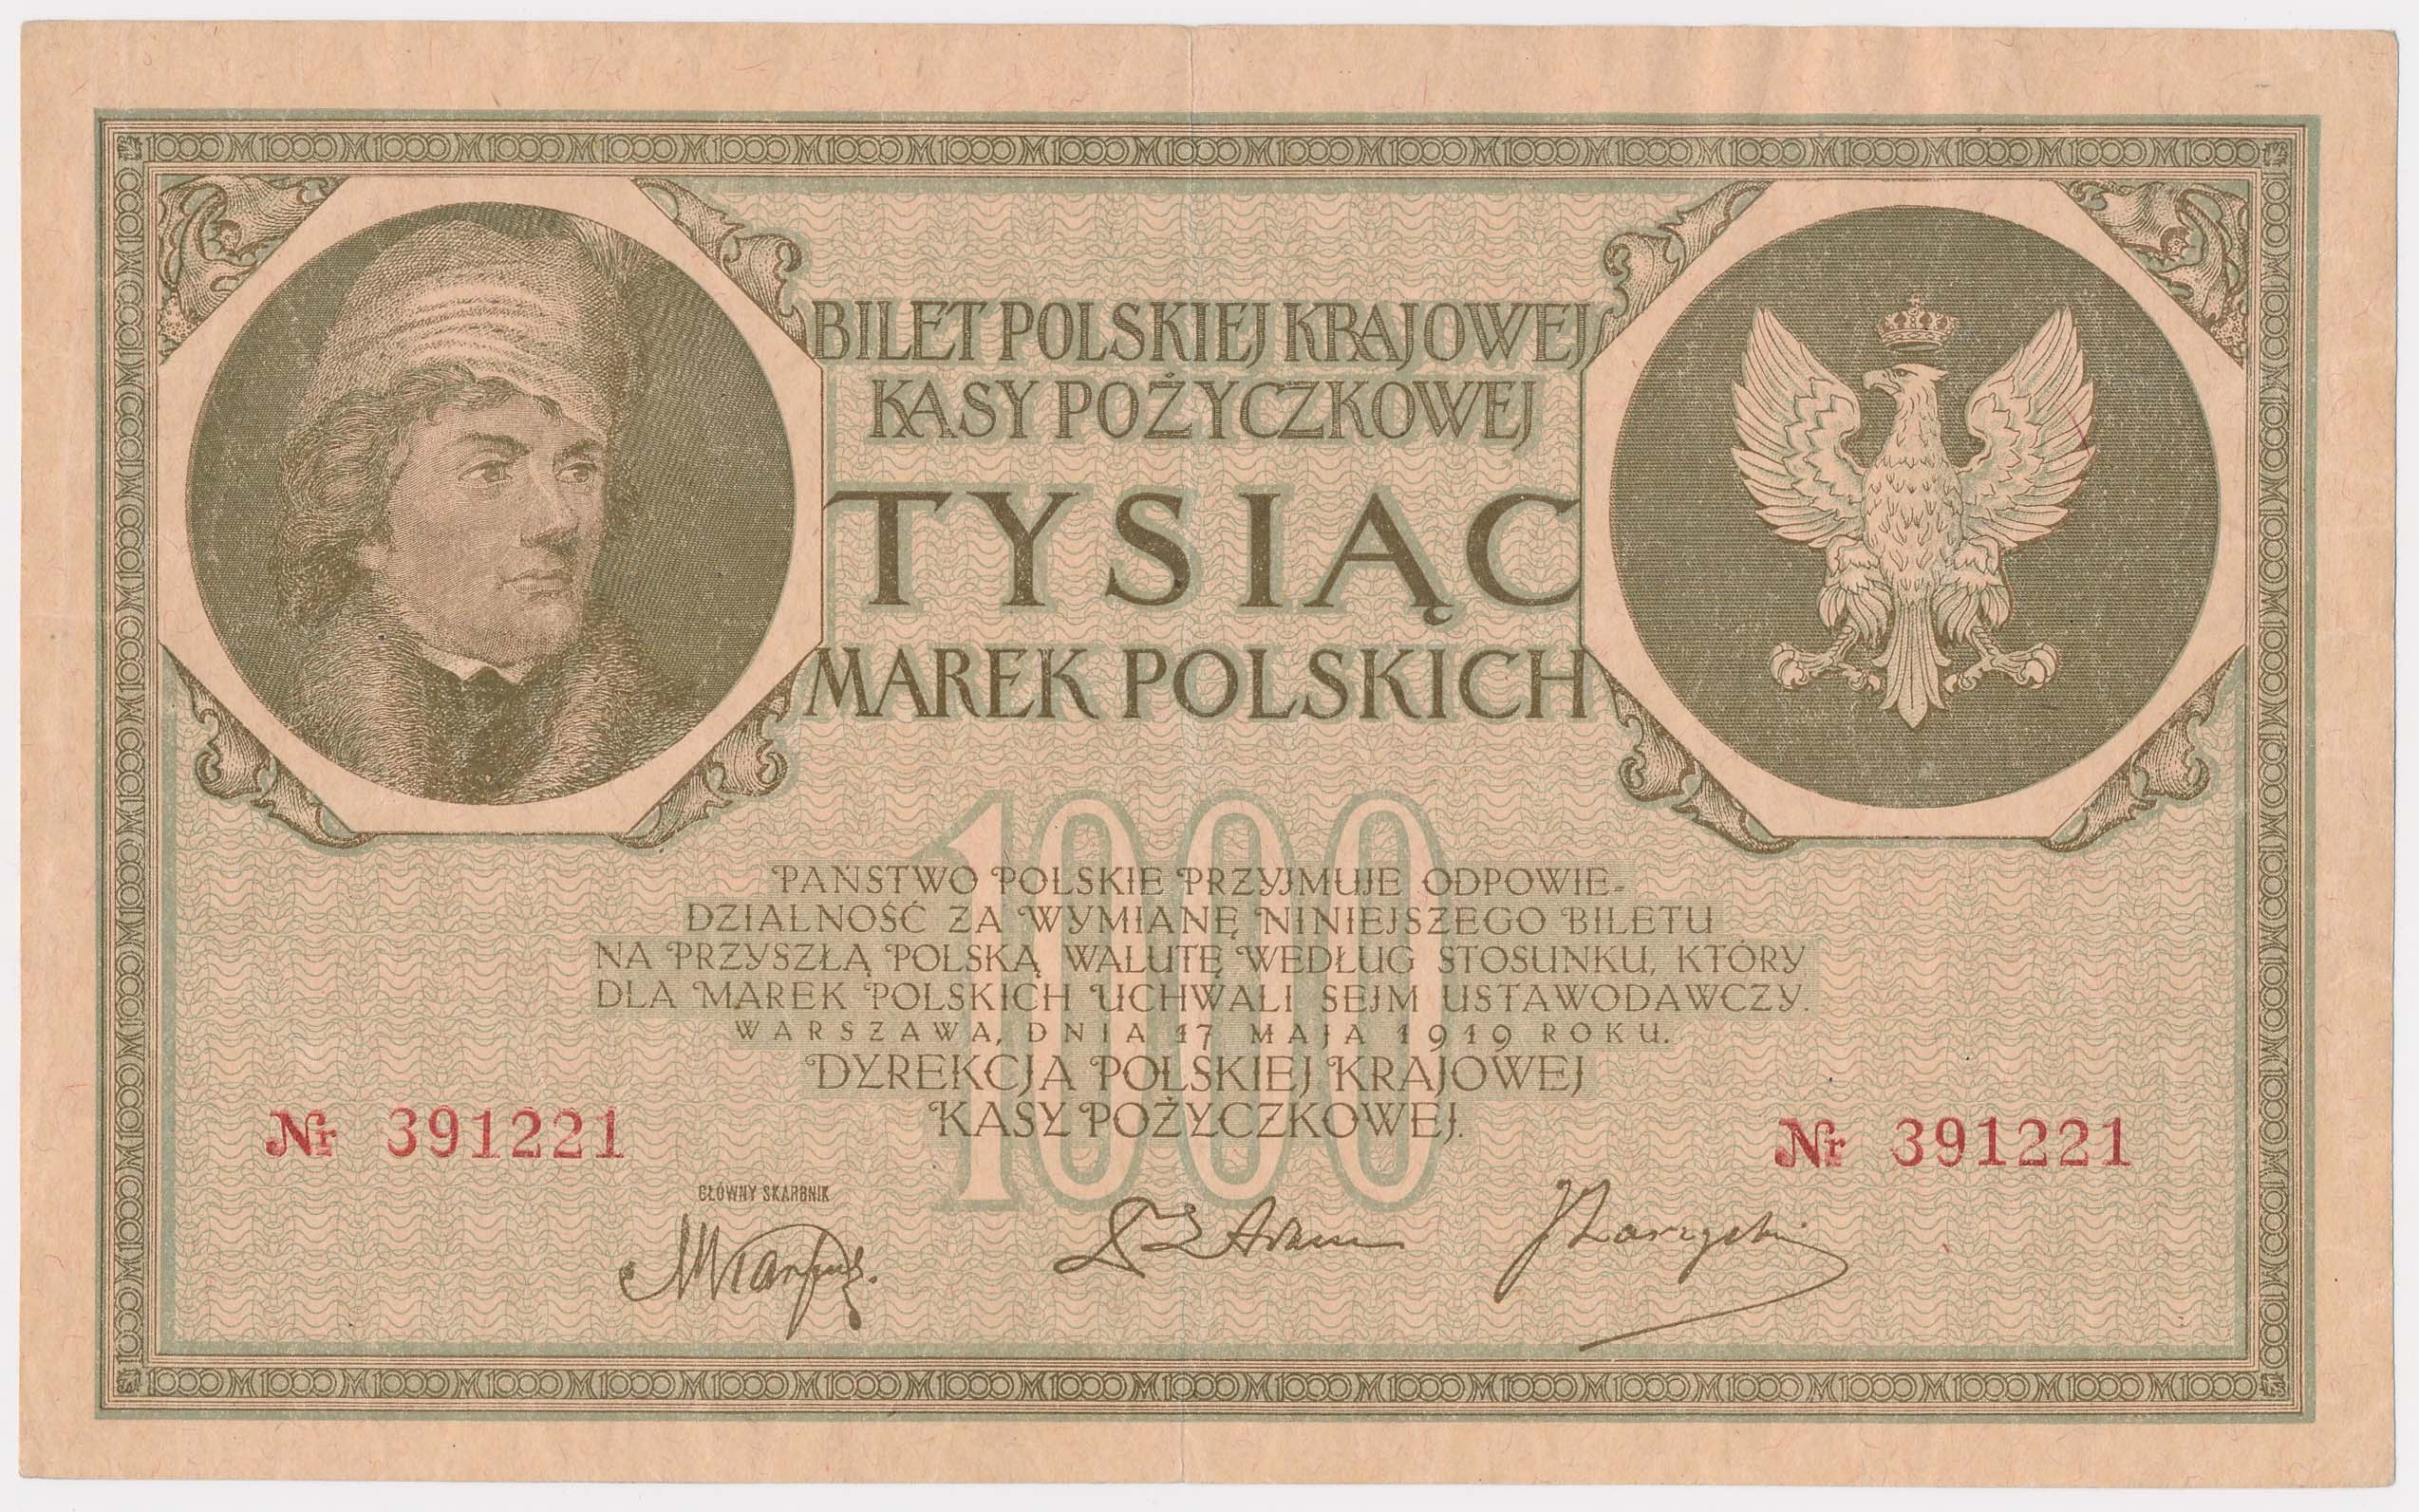 BILET POLSKIEJ KRAJOWEJ
KASY POŻYCZKOWEJ
TYSIĄC
MAREK POLSKICH
1000
PAŃSTWO POLSKIE PRZYJMUJE ODPOWIE-
DZIALNOŚĆ ZA WYMIANĘ NINIEJSZEGO BILETU
NA PRZYSZŁĄ POLSKĄ WALUTĘ WEDŁUG STOSUNKU, KTÓRY
DLA MAREK POLSKICH UCHWALI SEJM USTAWODAWCZY.
WARSZAWA, DNIA 17 MAJA 1919 ROKU.
DYREKCJA POLSKIEJ KRAJOWEJ
KASY POŻYCZKOWEJ.
Nr 391221
Nr 391221
GŁÓWNY SKARBNIK